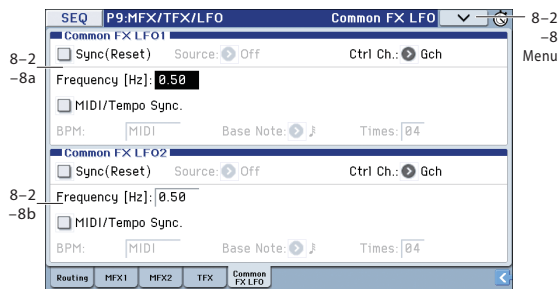 SEQ P9:MFX/TFX/LFO Common FX LFO
8–2
–8
Menu
Common FX LFO1
8–2
–8a
Sync(Reset) Source: Off Ctrl Ch.: Gch
Frequency [Hz]: 0.50
MIDI/Tempo Sync.
BPM: MIDI Base Note: ♪ Times: 04
Common FX LFO2
Sync(Reset) Source: Off Ctrl Ch.: Gch
8–2
–8b
Frequency [Hz]: 0.50
MIDI/Tempo Sync.
BPM: MIDI Base Note: ♪ Times: 04
Routing MFX1 MFX2 TFX Common
FX LFO